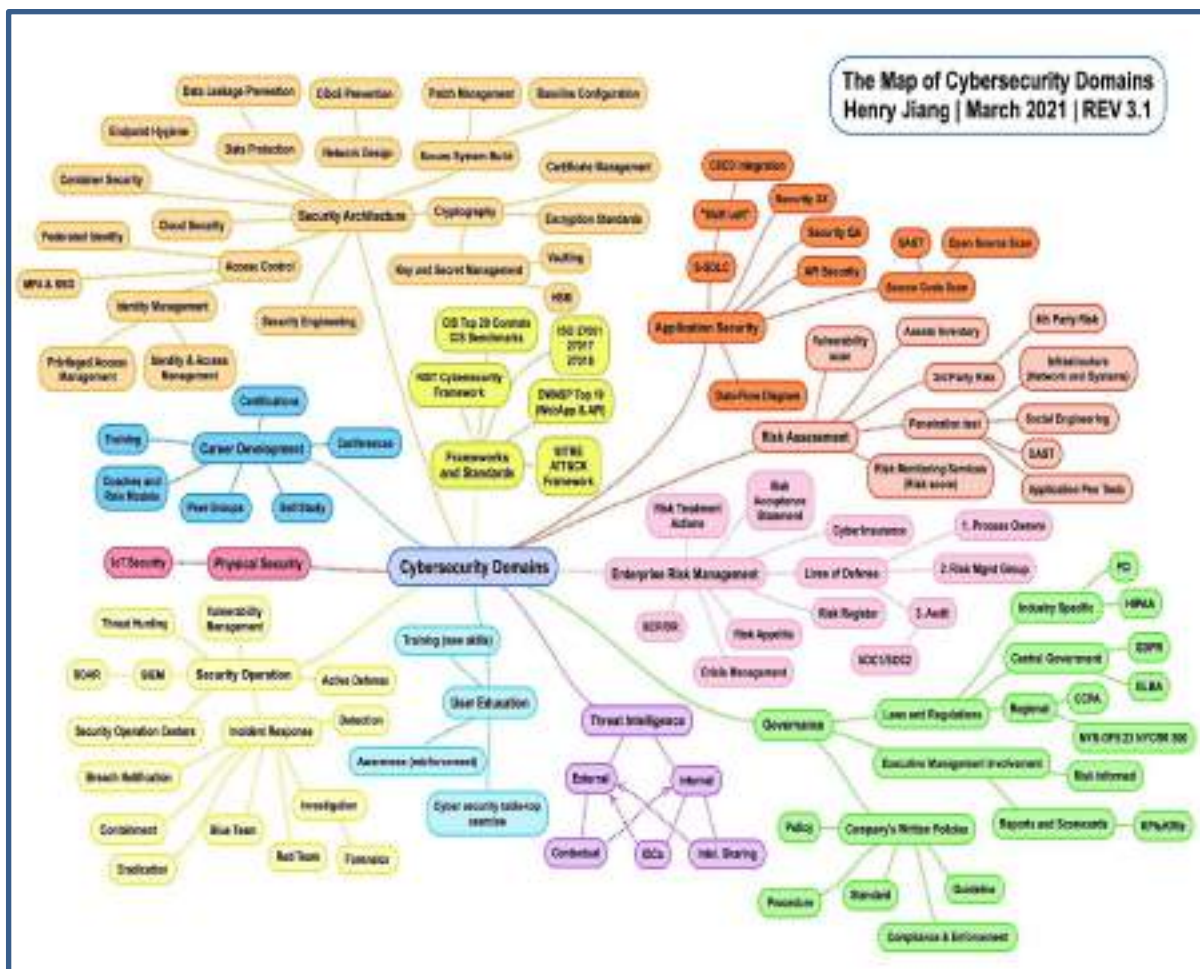 The Map of Cybersecurity Domains
Henry Jiang | March 2021 | REV 3.1
Data Leakage Prevention
DDoS Prevention
Patch Management
Baseline Configuration
Endpoint Hygiene
Data Protection
Network Design
Secure System Build
Container Security
Certificate Management
Security Architecture
Cryptography
Encryption Standards
Cloud Security
Federated Identity
Access Control
Key and Secret Management
Vaulting
HSM
MFA & SSO
Identity Management
Security Engineering
Privileged Access
Management
Identity & Access
Management
CI/CD Integration
"Shift Left"
Security UX
Security QA
API Security
S-SDLC
SAST
Open Source Scan
Source Code Scan
Application Security
Data-Flow Diagram
CIS Top 20 Controls
CIS Benchmarks
ISO 27001
27017
27018
NIST Cybersecurity
Framework
OWASP Top 10
(WebApp & API)
MITRE
ATT&CK
Framework
Frameworks
and Standards
Vulnerability
scan
Assets Inventory
4th Party Risk
3rd Party Risk
Infrastructure
(Network and Systems)
Penetration test
Social Engineering
DAST
Application Pen Tests
Risk Assessment
Risk Monitoring Services
(Risk score)
Certifications
Training
Career Development
Conferences
Coaches and
Role Models
Peer Groups
Self Study
IoT Security
Physical Security
Cybersecurity Domains
Risk Treatment
Actions
Risk
Acceptance
Statement
Cyber Insurance
1. Process Owners
Enterprise Risk Management
Lines of Defense
2. Risk Mgmt Group
Risk Register
3. Audit
SOC1/SOC2
BCP/DR
Risk Appetite
Crisis Management
Threat Hunting
Vulnerability
Management
SOAR
SIEM
Security Operation
Active Defense
Security Operation Centers
Incident Response
Detection
Breach Notification
Investigation
Containment
Blue Team
Eradication
Red Team
Forensics
Training (new skills)
User Education
Awareness (reinforcement)
Cyber security table-top
exercise
Threat Intelligence
External
Internal
Contextual
IOCs
Intel. Sharing
Governance
Laws and Regulations
Industry Specific
PCI
HIPAA
Central Government
GDPR
GLBA
Regional
CCPA
NYS-DFS 23 NYCRR 500
Executive Management Involvement
Risk Informed
Reports and Scorecards
KPIs/KRIs
Company's Written Policies
Policy
Procedure
Standard
Guideline
Compliance & Enforcement